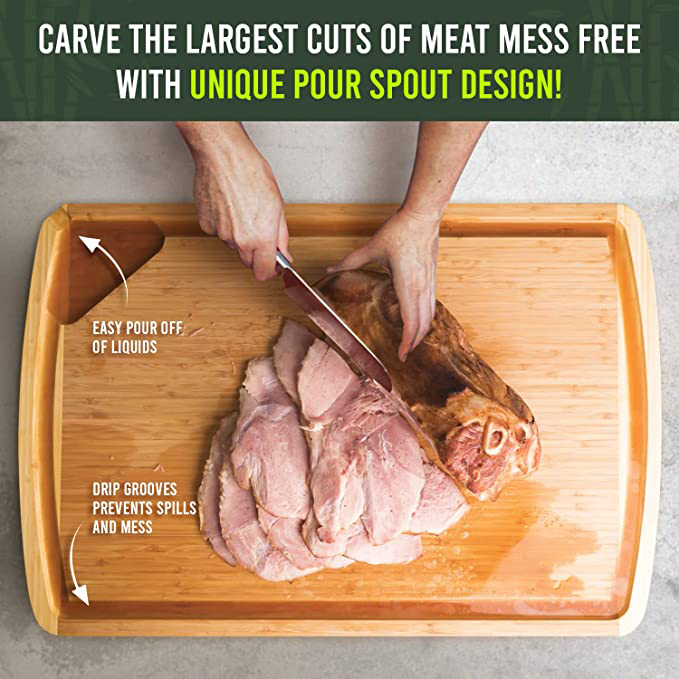 CARVE THE LARGEST CUTS OF MEAT MESS FREE
WITH UNIQUE POUR SPOUT DESIGN!
EASY POUR OFF
OF LIQUIDS
DRIP GROOVES
PREVENTS SPILLS
AND MESS